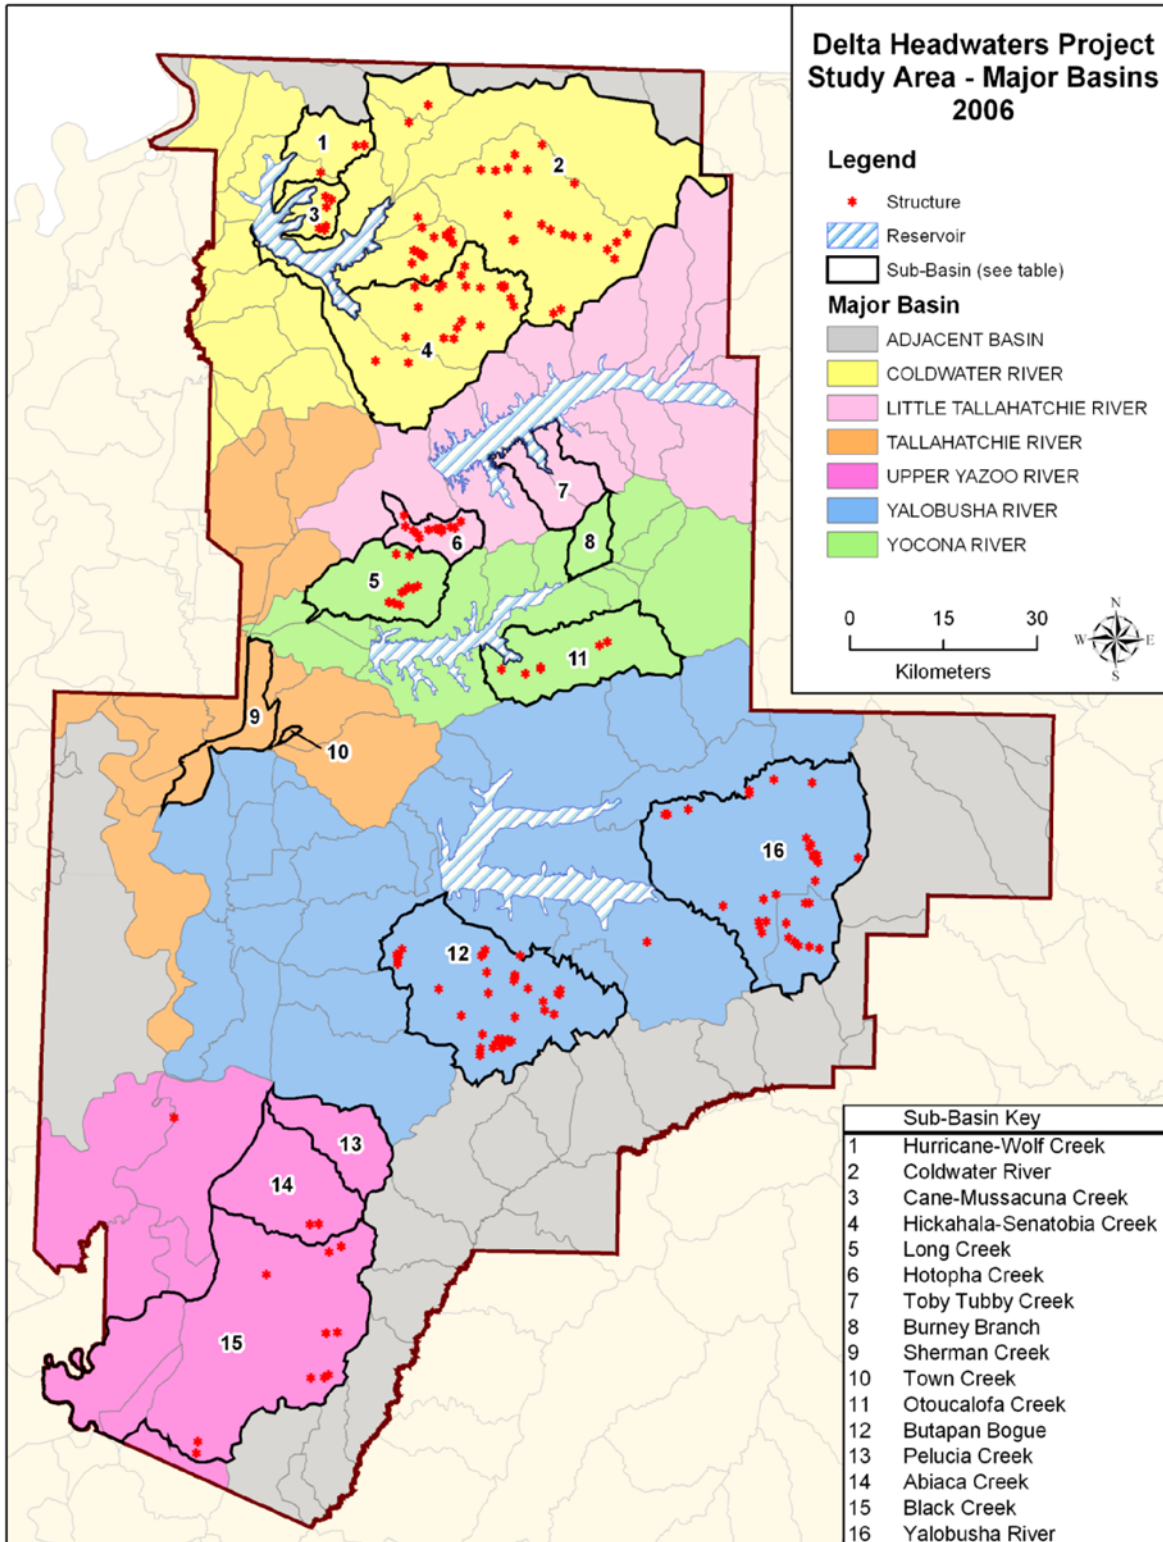 Delta Headwaters Project
Study Area - Major Basins
2006
Legend
Structure
Reservoir
Sub-Basin (see table)
Major Basin
ADJACENT BASIN
COLDWATER RIVER
LITTLE TALLAHATCHIE RIVER
TALLAHATCHIE RIVER
UPPER YAZOO RIVER
YALOBUSHA RIVER
YOCONA RIVER
0 15 30
Kilometers
N
W E
S
1
2
3
4
7
6
8
5
11
9
10
16
12
13
14
15
Sub-Basin Key
1 Hurricane-Wolf Creek
2 Coldwater River
3 Cane-Mussacuna Creek
4 Hickahala-Senatobia Creek
5 Long Creek
6 Hotopha Creek
7 Toby Tubby Creek
8 Burney Branch
9 Sherman Creek
10 Town Creek
11 Otoucalofa Creek
12 Butapan Bogue
13 Pelucia Creek
14 Abiaca Creek
15 Black Creek
16 Yalobusha River